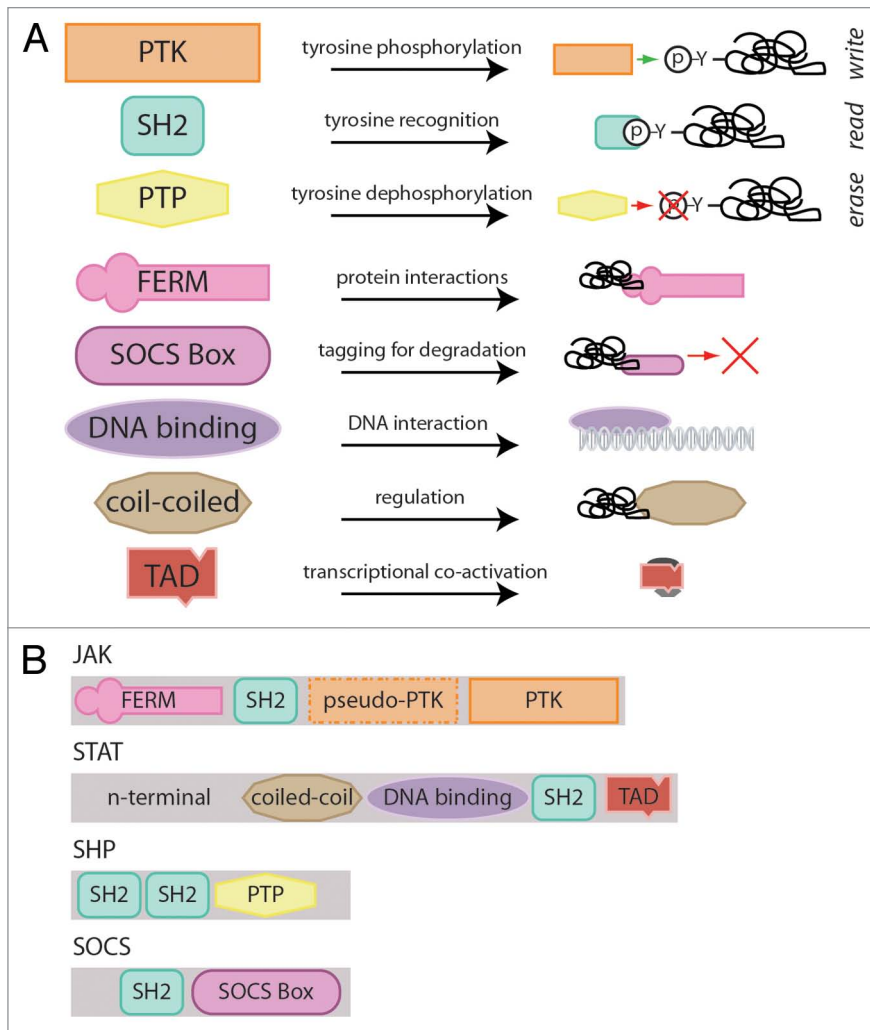 A
PTK
tyrosine phosphorylation
p Y
write
SH2
tyrosine recognition
p Y
read
PTP
tyrosine dephosphorylation
p Y
erase
FERM
protein interactions
SOCS Box
tagging for degradation
DNA binding
DNA interaction
coil-coiled
regulation
TAD
transcriptional co-activation
B
JAK
FERM SH2 pseudo-PTK PTK
STAT
n-terminal coiled-coil DNA binding SH2 TAD
SHP
SH2 SH2 PTP
SOCS
SH2 SOCS Box